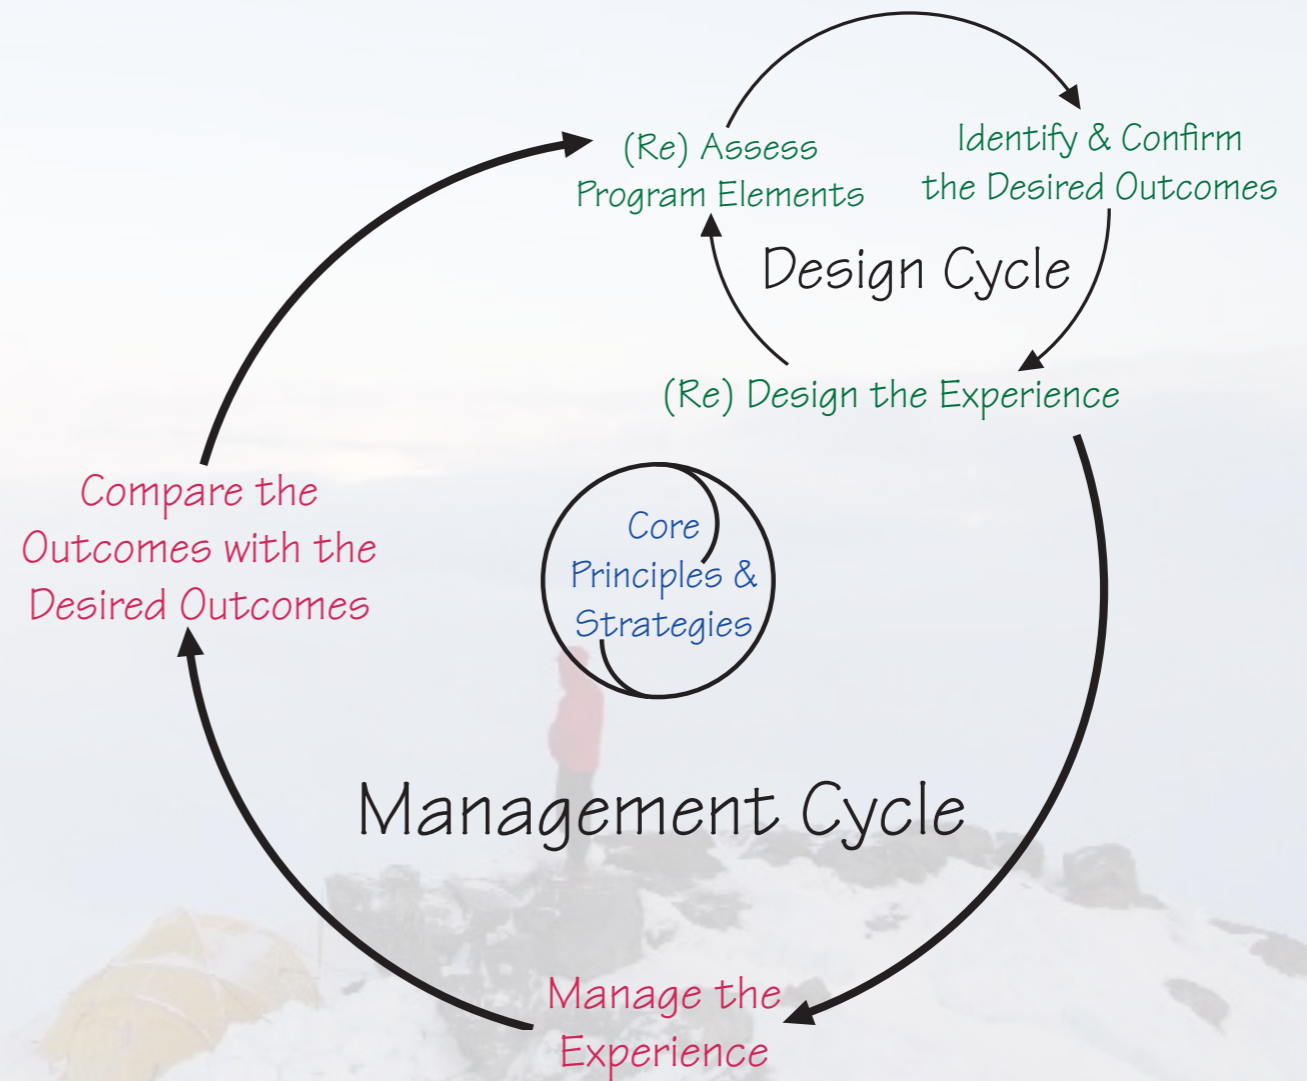 (Re) Assess
Program Elements
Identify & Confirm
the Desired Outcomes
Design Cycle
(Re) Design the Experience
Compare the
Outcomes with the
Desired Outcomes
Core
Principles &
Strategies
Management Cycle
Manage the
Experience